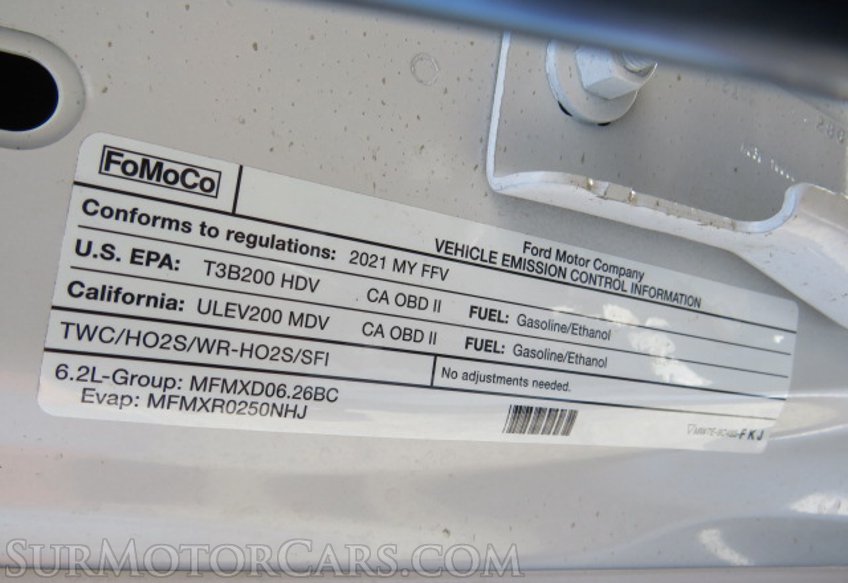 FoMoCo
Ford Motor Company
VEHICLE EMISSION CONTROL INFORMATION
Conforms to regulations: 2021 MY FFV
U.S. EPA: T3B200 HDV CA OBD II FUEL: Gasoline/Ethanol
California: ULEV200 MDV CA OBD II FUEL: Gasoline/Ethanol
TWC/HO2S/WR-HO2S/SFI
No adjustments needed.
6.2L-Group: MFMXD06.26BC
Evap: MFMXR0250NHJ
FKJ
SurMotorCars.com